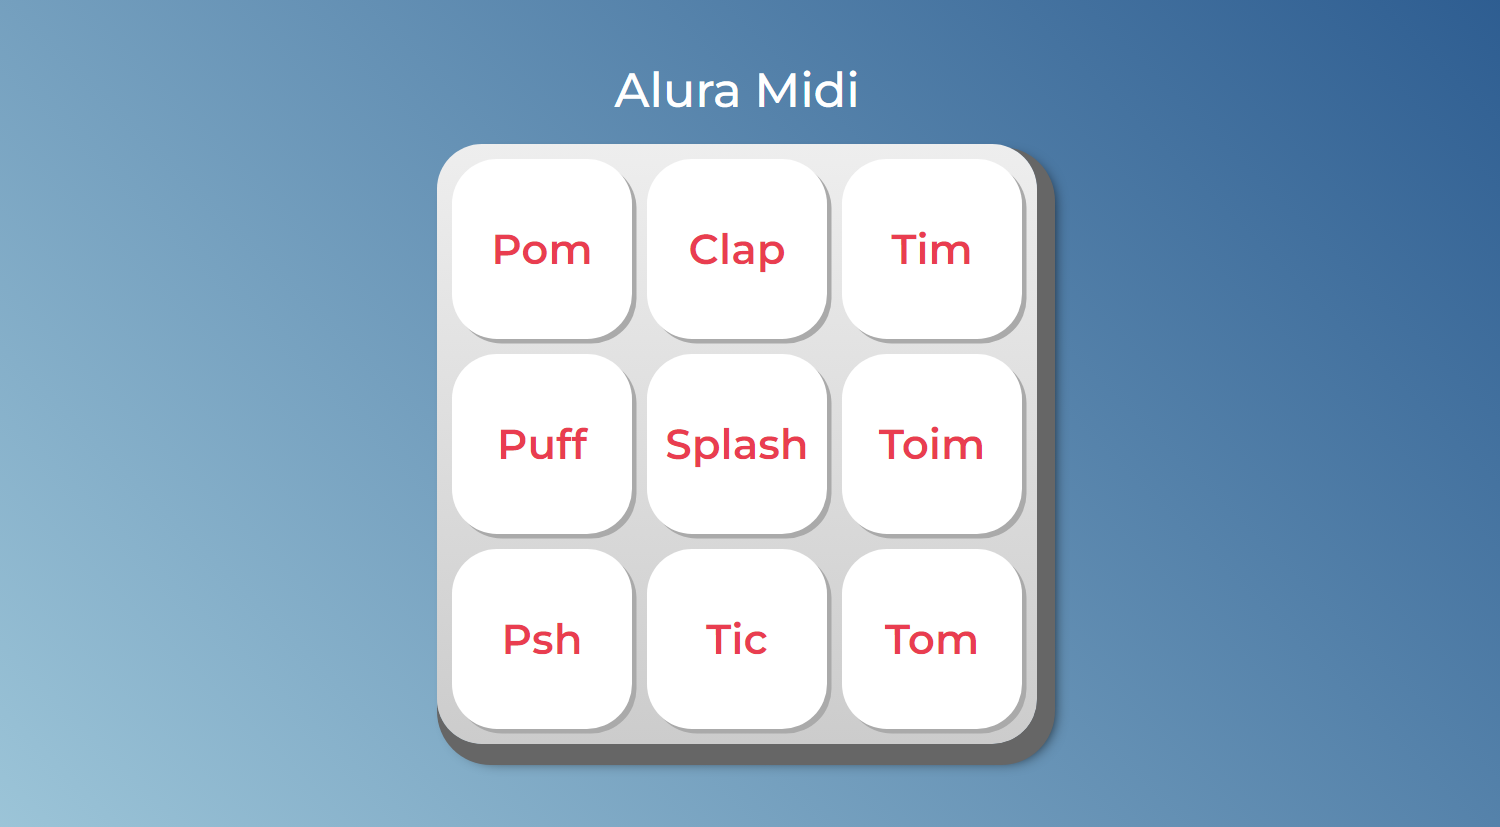 Alura Midi
Pom
Clap
Tim
Puff
Splash
Toim
Psh
Tic
Tom